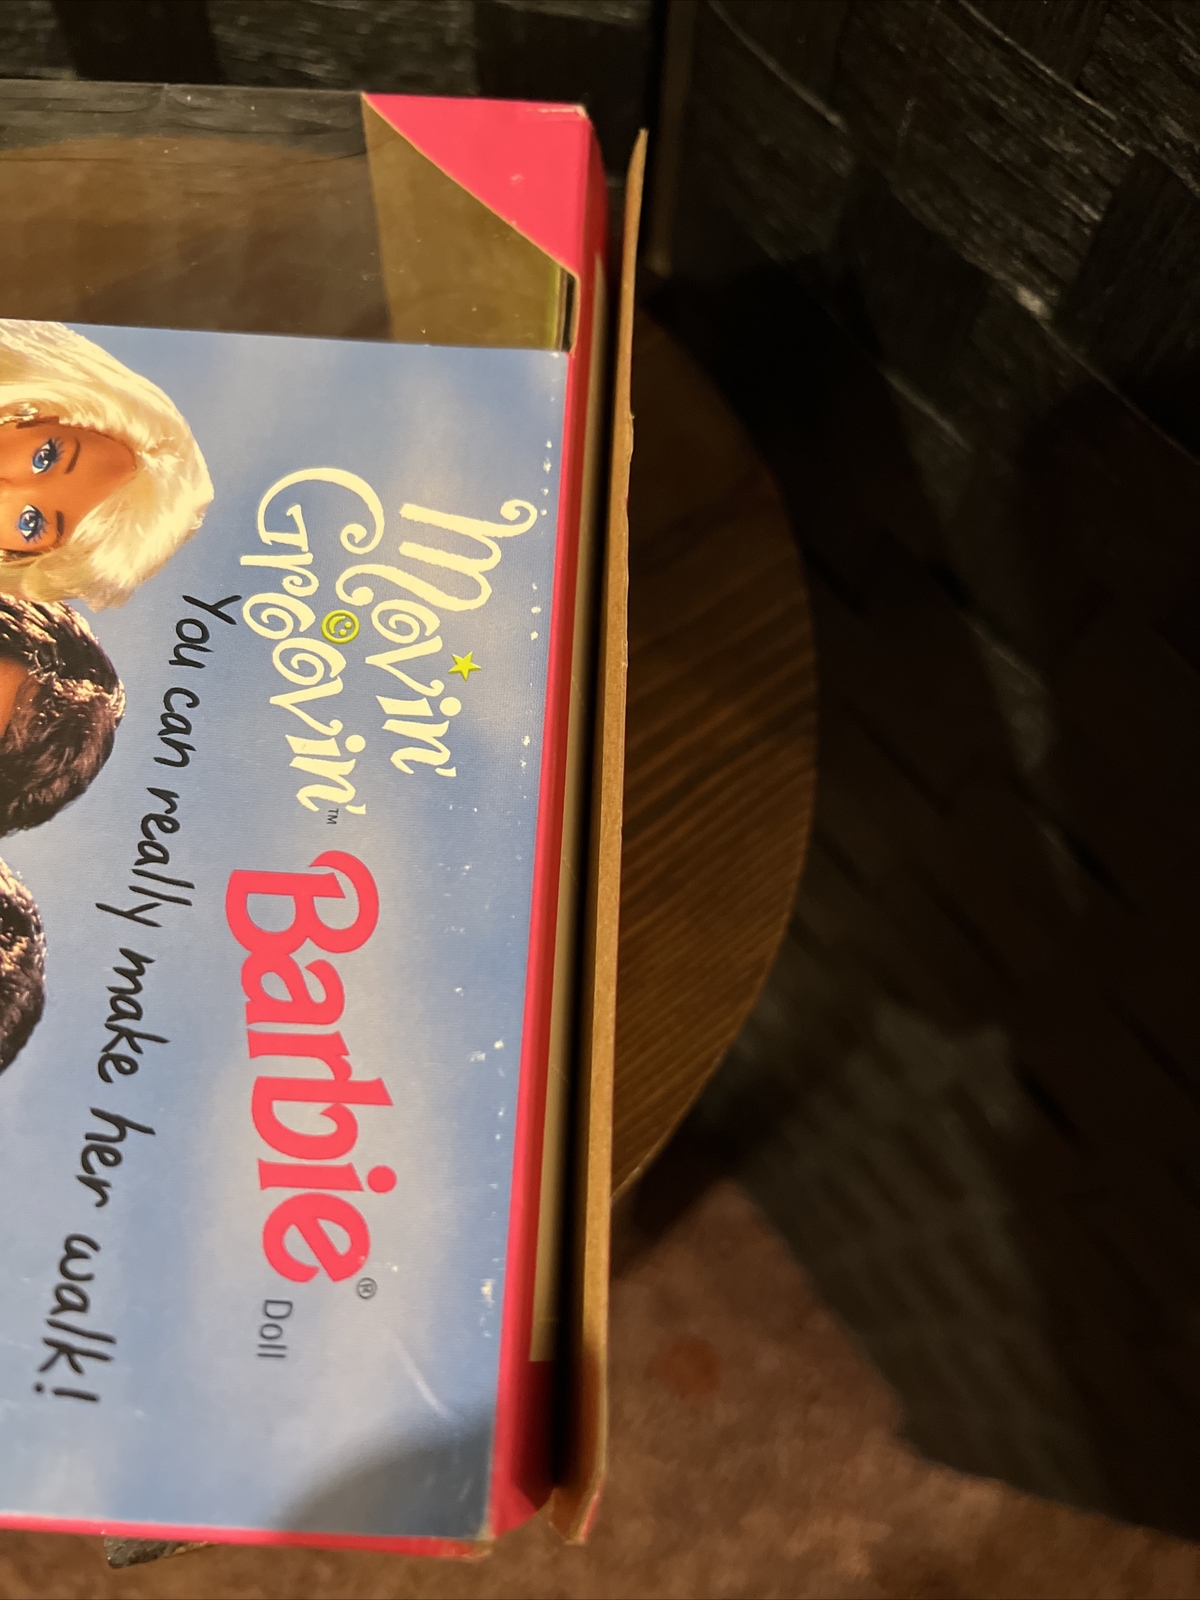 Movin'
Groovin'™ Barbie® Doll
You can really make her walk!